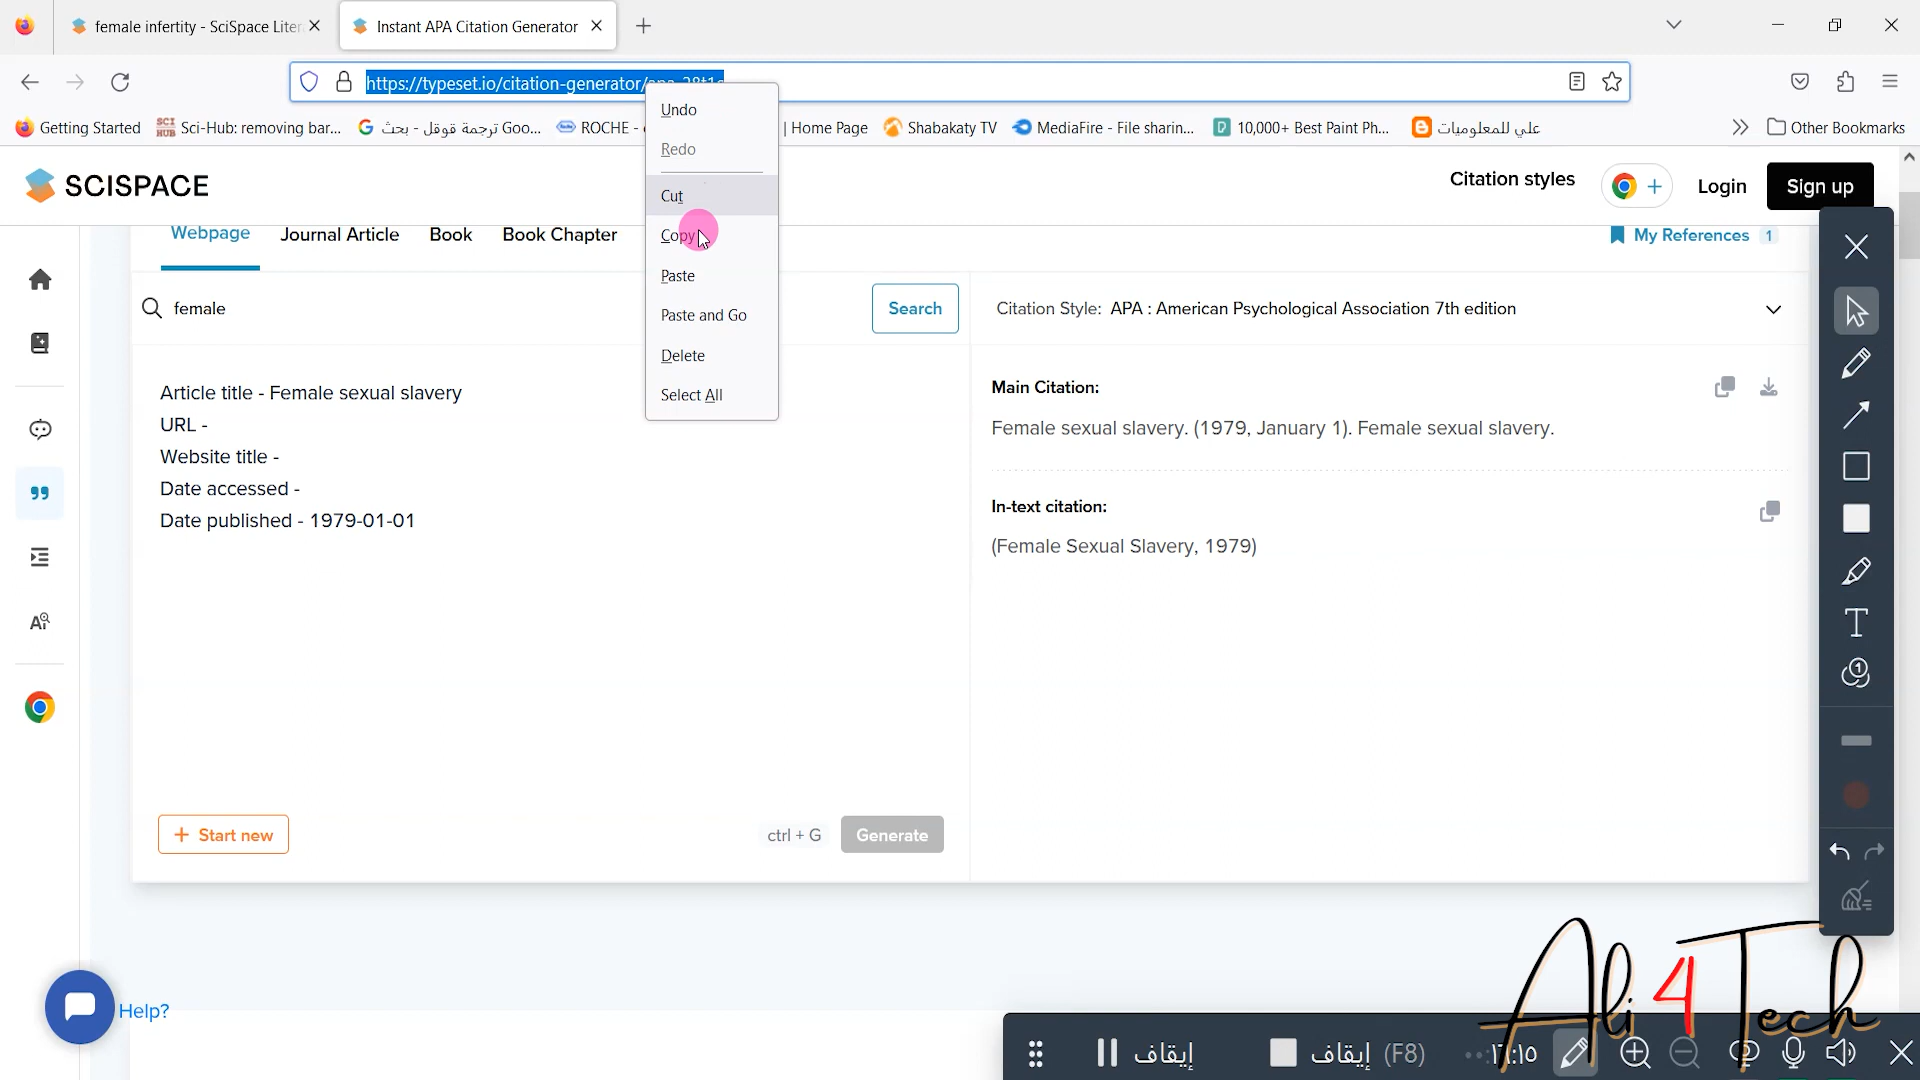 female infertity - SciSpace Liter
Instant APA Citation Generator
https://typeset.io/citation-generator/
Getting Started
SCI HUB
Sci-Hub: removing bar...
ترجمة قوقل - بحث Goo...
ROCHE -
| Home Page
Shabakaty TV
MediaFire - File sharin...
10,000+ Best Paint Ph...
علي للمعلوميات
Other Bookmarks
Undo
Redo
Cut
Copy
Paste
Paste and Go
Delete
Select All
SCISPACE
Citation styles
Login
Sign up
Webpage
Journal Article
Book
Book Chapter
My References 1
female
Search
Citation Style: APA : American Psychological Association 7th edition
Article title - Female sexual slavery
URL -
Website title -
Date accessed -
Date published - 1979-01-01
Main Citation:
Female sexual slavery. (1979, January 1). Female sexual slavery.
In-text citation:
(Female Sexual Slavery, 1979)
+ Start new
ctrl + G
Generate
Help?
Ali 4 Tech
إيقاف
إيقاف (F8)